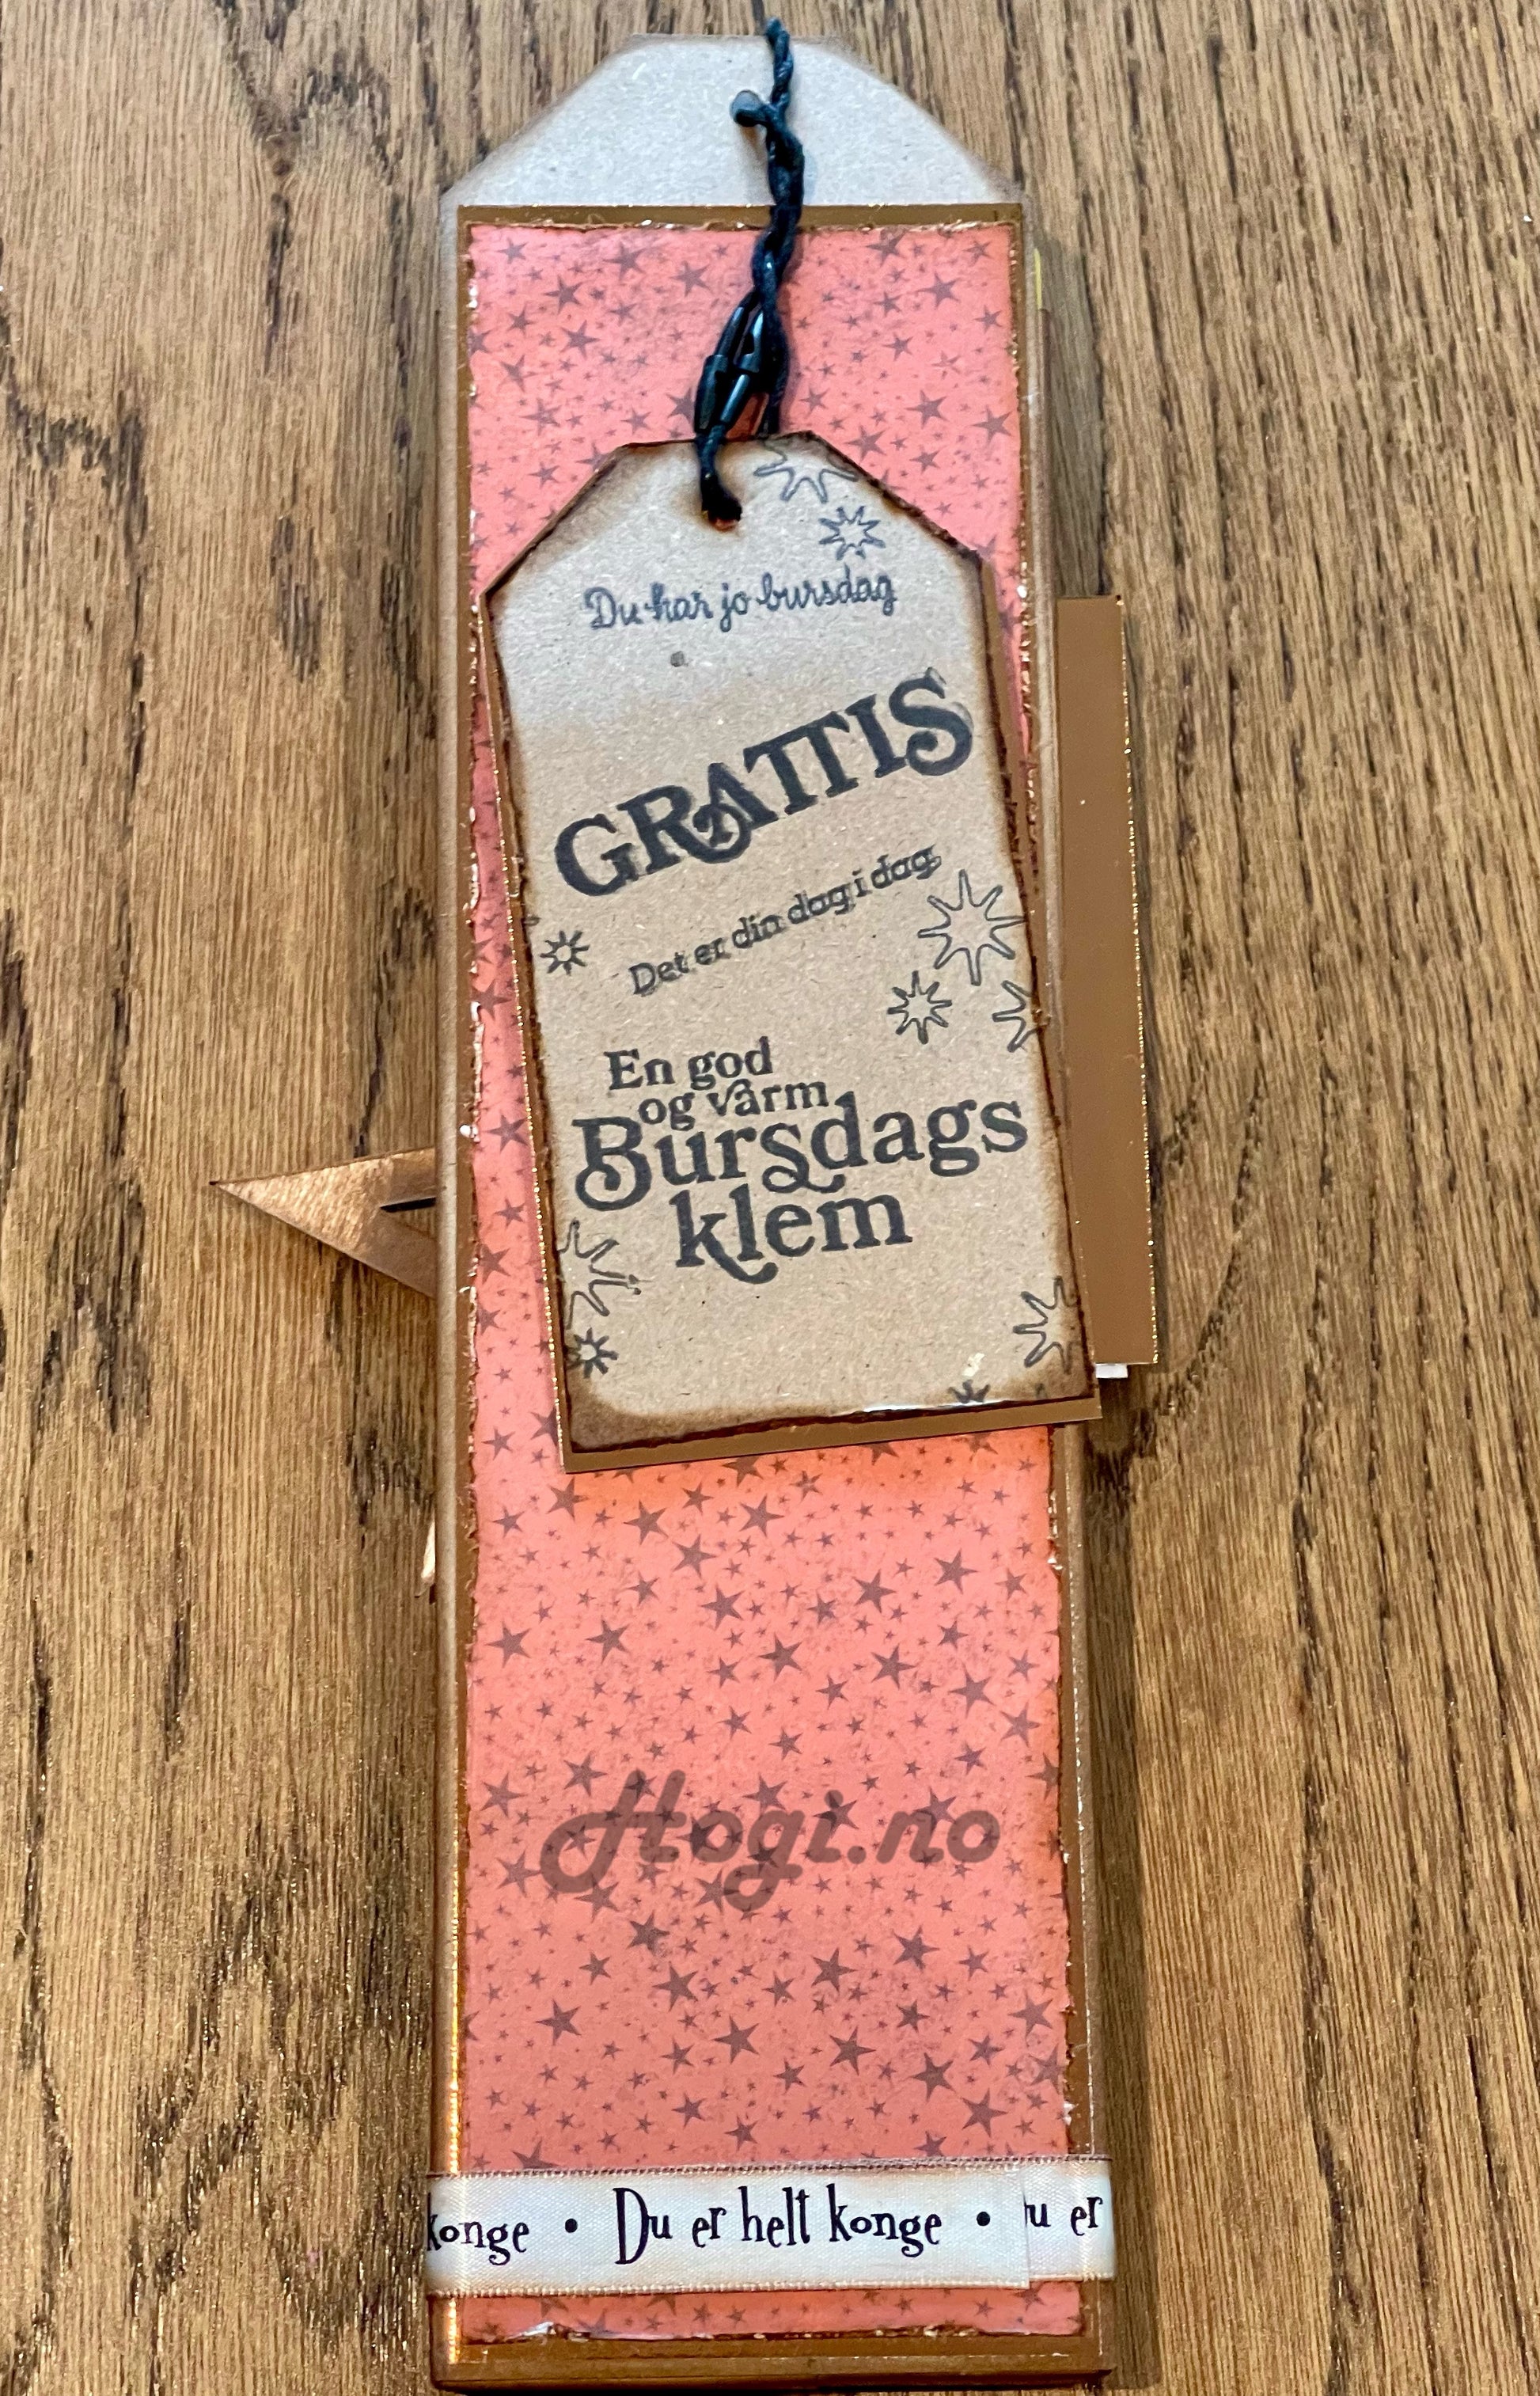 Du har jo bursdag
GRATTIS
Det er din dag i dag
En god
og varm
Bursdags
klem
Hogi.no
konge • Du er helt konge • u er